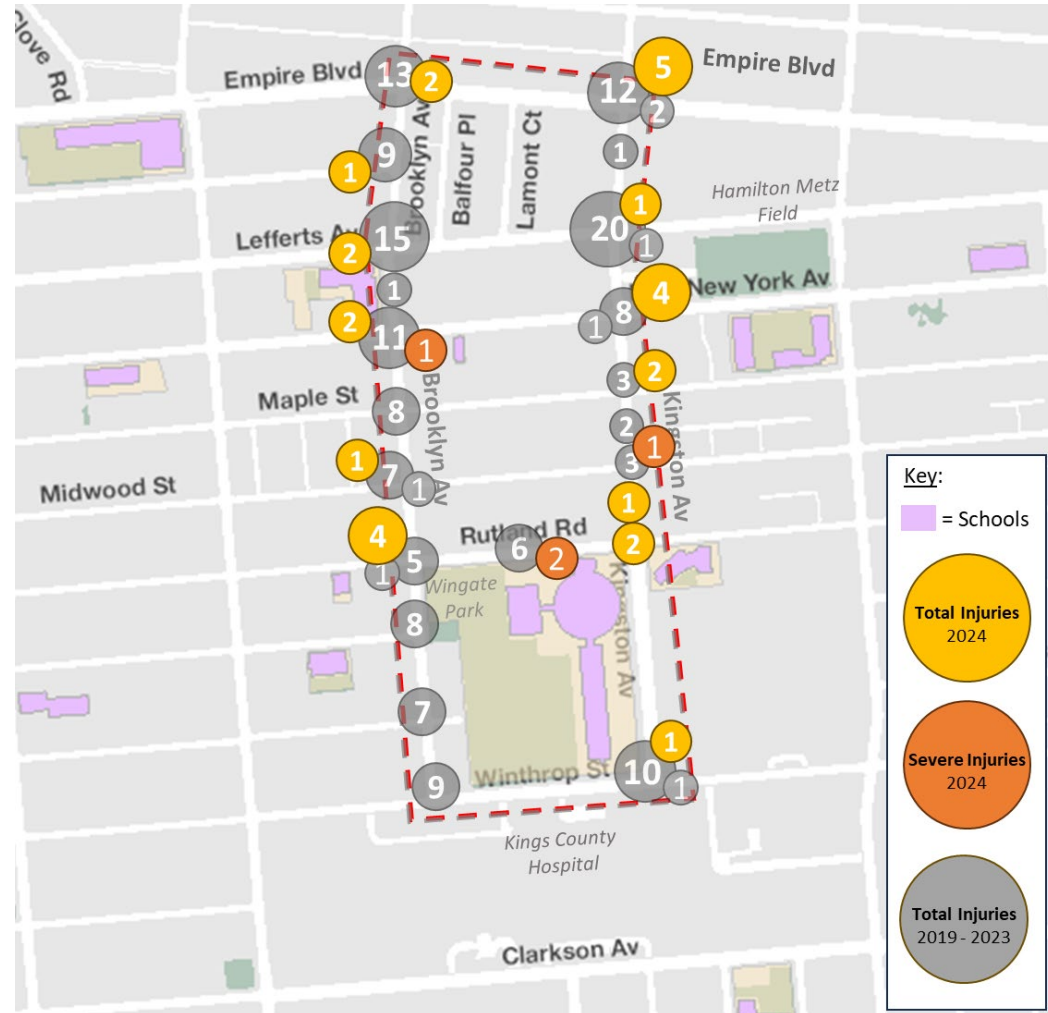 Clove Rd
Empire Blvd
13
2
12
5
2
Empire Blvd
9
1
Brooklyn Av
Balfour Pl
Lamont Ct
1
Hamilton Metz
Field
Lefferts Av
15
2
20
1
1
1
2
11
1
8
1
4
New York Av
Maple St
8
Brooklyn Av
3
2
2
Kingston Av
3
1
Midwood St
1
7
1
1
2
4
1
5
Rutland Rd
6
2
Wingate
Park
Kingston Av
8
7
9
Winthrop St
10
1
1
Kings County
Hospital
Clarkson Av
Key:
= Schools
Total Injuries
2024
Severe Injuries
2024
Total Injuries
2019 - 2023